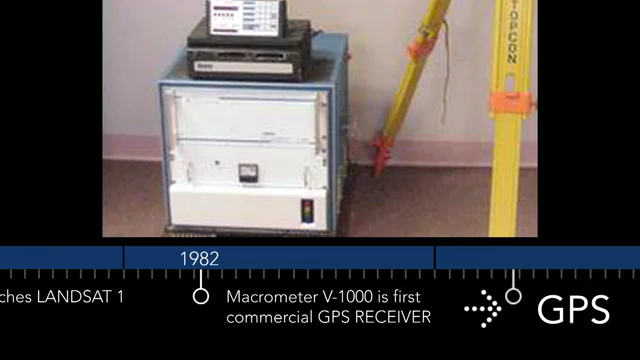 TOPCON
1982
ches LANDSAT 1
Macrometer V-1000 is first
commercial GPS RECEIVER
GPS